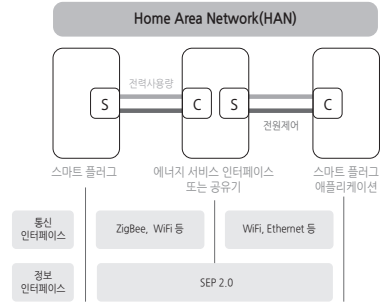 Home Area Network(HAN)
전력사용량
S
C
S
C
전원제어
스마트 플러그
에너지 서비스 인터페이스
또는 공유기
스마트 플러그
애플리케이션
통신
인터페이스
ZigBee, WiFi 등
WiFi, Ethernet 등
정보
인터페이스
SEP 2.0